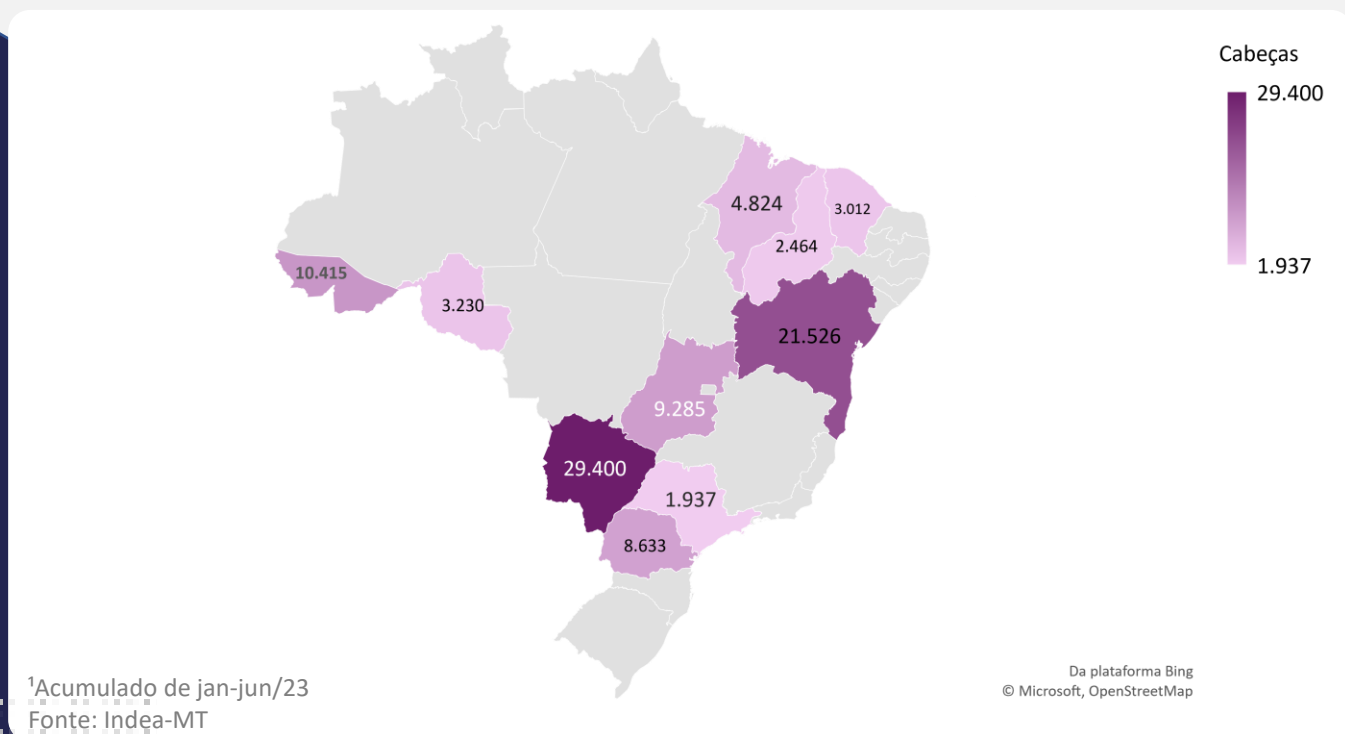 Cabeças
29.400
1.937
4.824
3.012
2.464
10.415
3.230
21.526
9.285
29.400
1.937
8.633
Da plataforma Bing
© Microsoft, OpenStreetMap
¹Acumulado de jan-jun/23
Fonte: Indea-MT